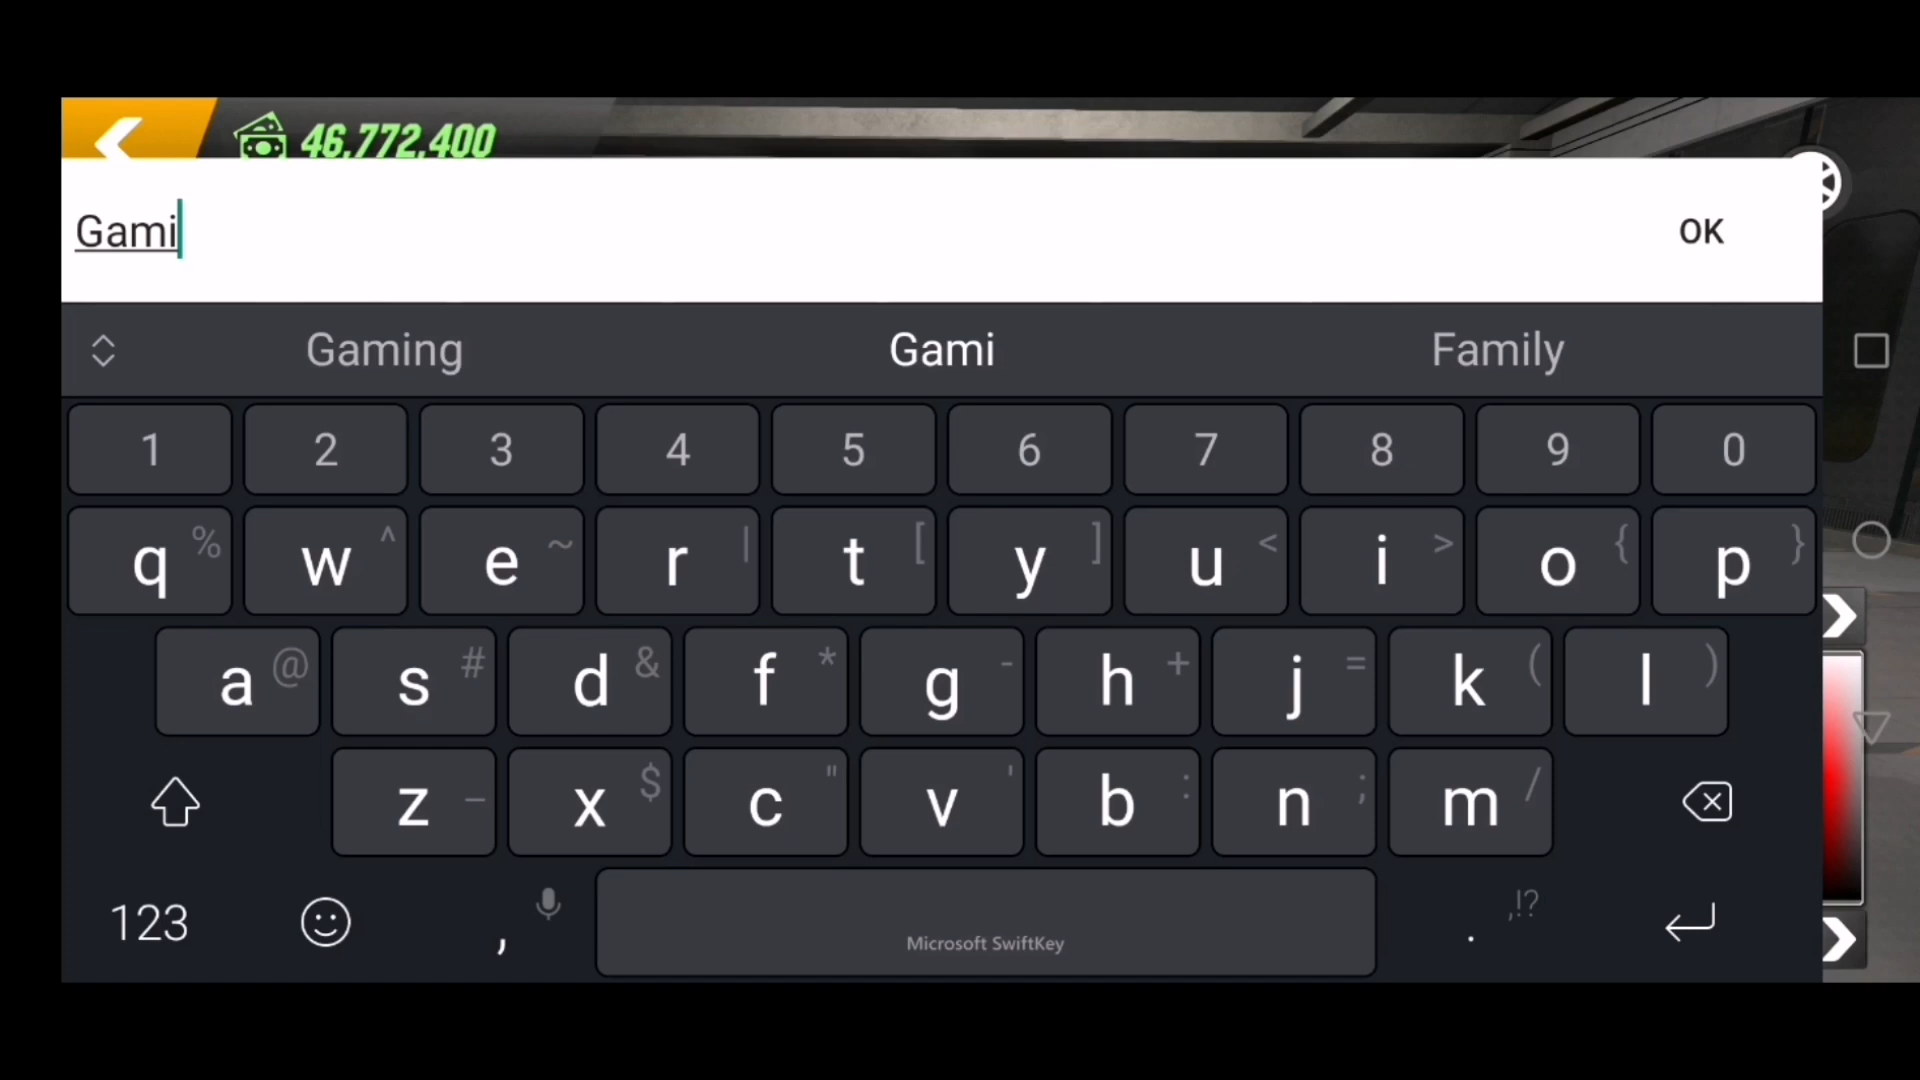 46,772,400
Gami
OK
Gaming Gami Family
1 2 3 4 5 6 7 8 9 0
q % w ^ e ~ r | t [ y ] u < i > o { p }
a @ s # d & f * g - h + j = k ( l )
z _ x $ c " v ' b : n ; m /
123 , Microsoft SwiftKey . ,!?